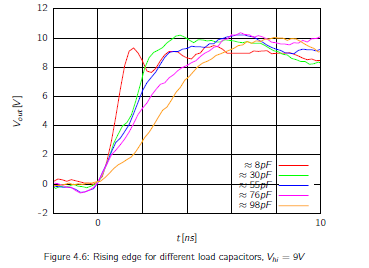 12
10
8
6
4
2
0
-2
V_out [V]
≈ 8pF
≈ 30pF
≈ 55pF
≈ 76pF
≈ 98pF
0
10
t [ns]
Figure 4.6: Rising edge for different load capacitors, V_hi = 9V